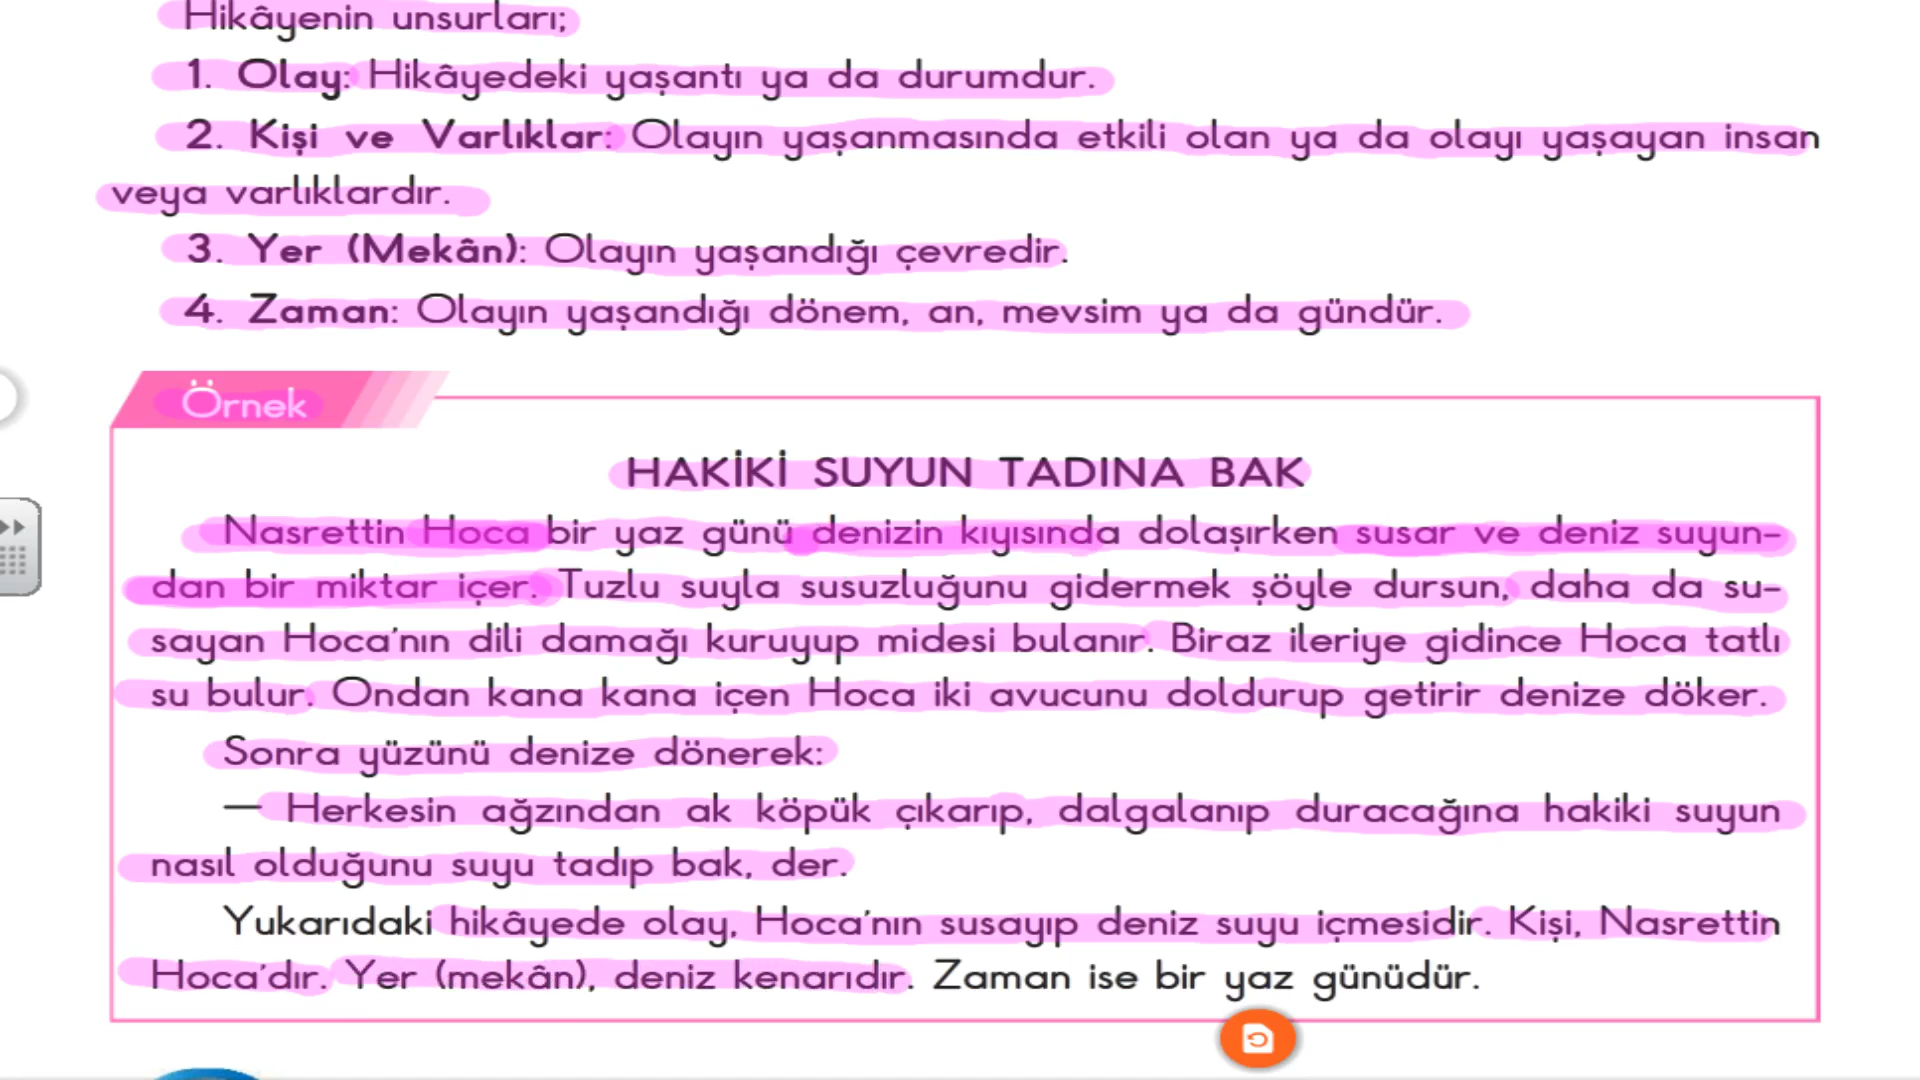 Hikâyenin unsurları;
1. Olay: Hikâyedeki yaşantı ya da durumdur.
2. Kişi ve Varlıklar: Olayın yaşanmasında etkili olan ya da olayı yaşayan insan
veya varlıklardır.
3. Yer (Mekân): Olayın yaşandığı çevredir.
4. Zaman: Olayın yaşandığı dönem, an, mevsim ya da gündür.
Örnek
HAKİKİ SUYUN TADINA BAK
Nasrettin Hoca bir yaz günü denizin kıyısında dolaşırken susar ve deniz suyun-
dan bir miktar içer. Tuzlu suyla susuzluğunu gidermek şöyle dursun, daha da su-
sayan Hoca'nın dili damağı kuruyup midesi bulanır. Biraz ileriye gidince Hoca tatlı
su bulur. Ondan kana kana içen Hoca iki avucunu doldurup getirir denize döker.
Sonra yüzünü denize dönerek:
— Herkesin ağzından ak köpük çıkarıp, dalgalanıp duracağına hakiki suyun
nasıl olduğunu suyu tadıp bak, der.
Yukarıdaki hikâyede olay, Hoca'nın susayıp deniz suyu içmesidir. Kişi, Nasrettin
Hoca'dır. Yer (mekân), deniz kenarıdır. Zaman ise bir yaz günüdür.